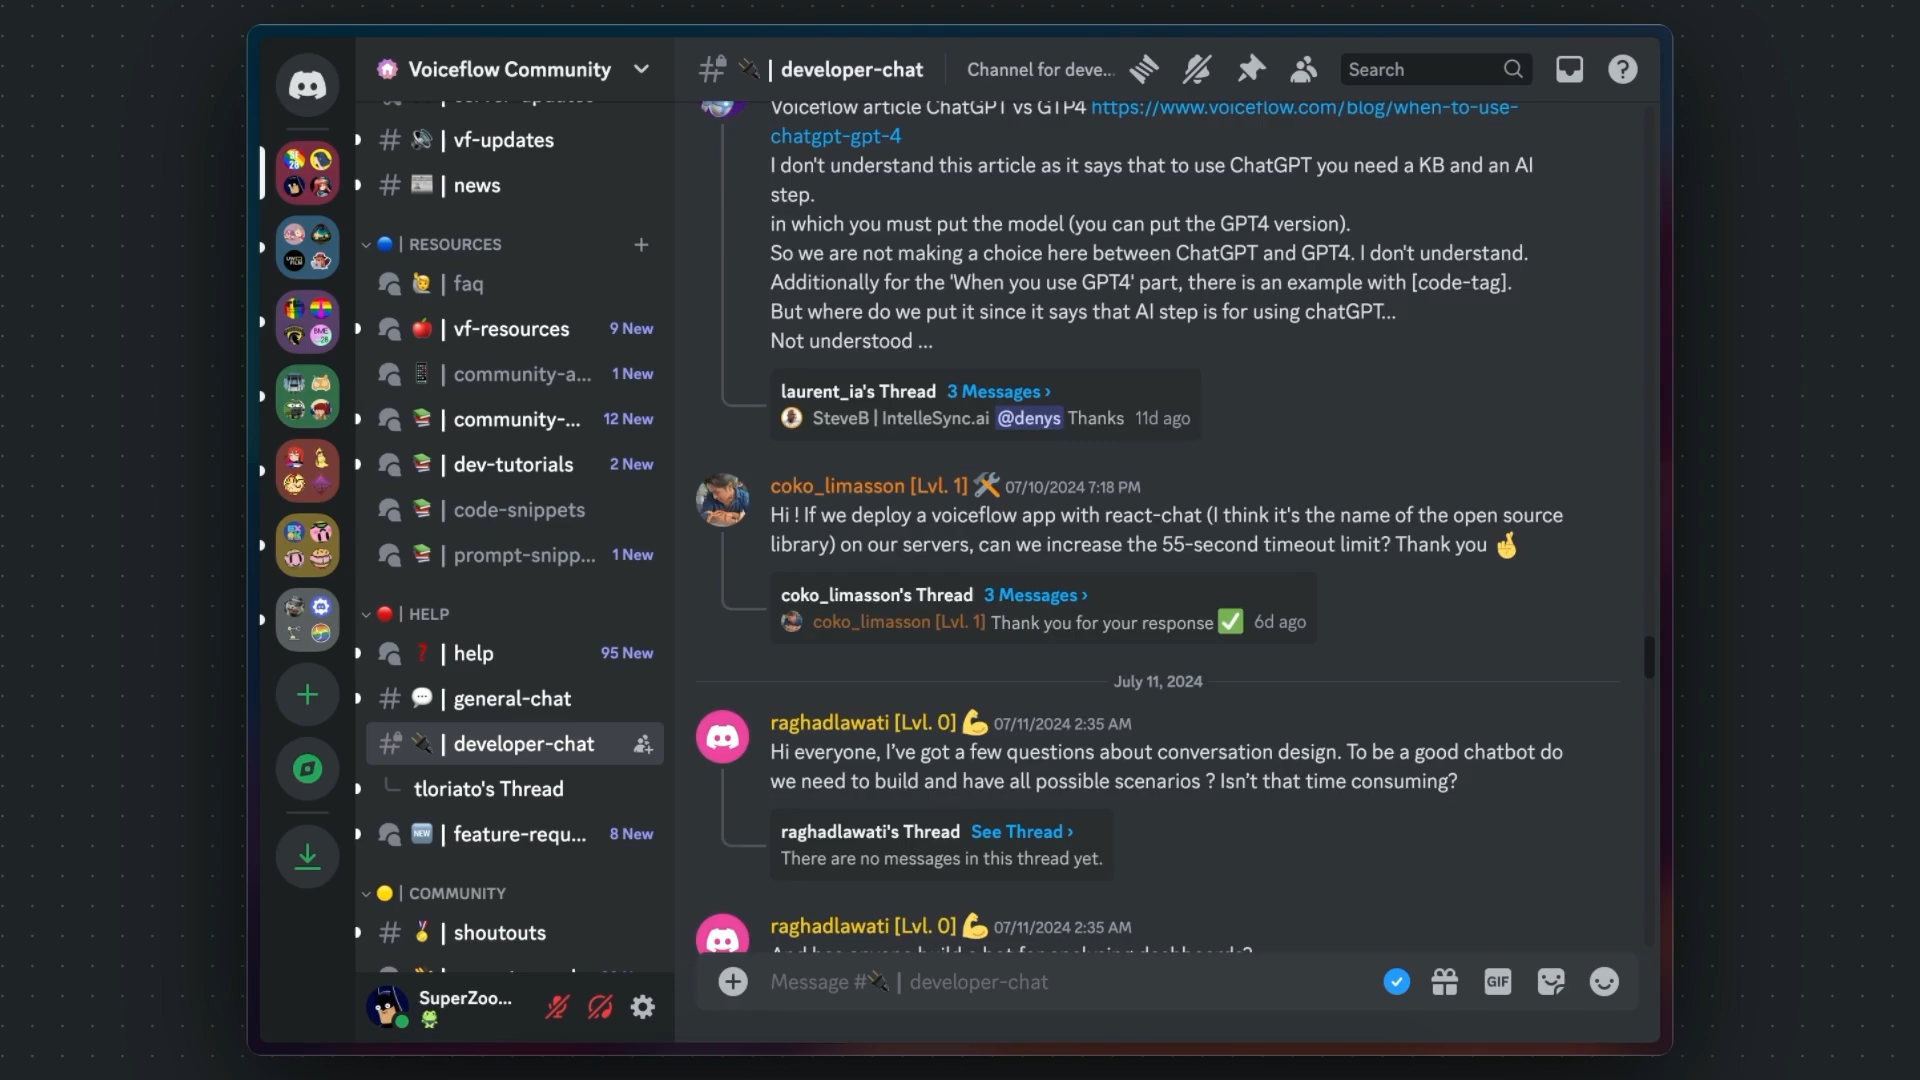 Voiceflow Community
vf-updates
news
RESOURCES
faq
vf-resources 9 New
community-a... 1 New
community-... 12 New
dev-tutorials 2 New
code-snippets
prompt-snipp... 1 New
HELP
help 95 New
general-chat
developer-chat
tloriato's Thread
feature-requ... 8 New
COMMUNITY
shoutouts
SuperZoo...
developer-chat
Channel for deve...
Search
Voiceflow article ChatGPT vs GTP4 https://www.voiceflow.com/blog/when-to-use-
chatgpt-gpt-4
I don't understand this article as it says that to use ChatGPT you need a KB and an AI
step.
in which you must put the model (you can put the GPT4 version).
So we are not making a choice here between ChatGPT and GPT4. I don't understand.
Additionally for the 'When you use GPT4' part, there is an example with [code-tag].
But where do we put it since it says that AI step is for using chatGPT...
Not understood ...
laurent_ia's Thread 3 Messages ›
SteveB | IntelleSync.ai @denys Thanks 11d ago
coko_limasson [Lvl. 1] 07/10/2024 7:18 PM
Hi ! If we deploy a voiceflow app with react-chat (I think it's the name of the open source
library) on our servers, can we increase the 55-second timeout limit? Thank you
coko_limasson's Thread 3 Messages ›
coko_limasson [Lvl. 1] Thank you for your response 6d ago
July 11, 2024
raghadlawati [Lvl. 0] 07/11/2024 2:35 AM
Hi everyone, I've got a few questions about conversation design. To be a good chatbot do
we need to build and have all possible scenarios ? Isn't that time consuming?
raghadlawati's Thread See Thread ›
There are no messages in this thread yet.
raghadlawati [Lvl. 0] 07/11/2024 2:35 AM
Message # | developer-chat
GIF